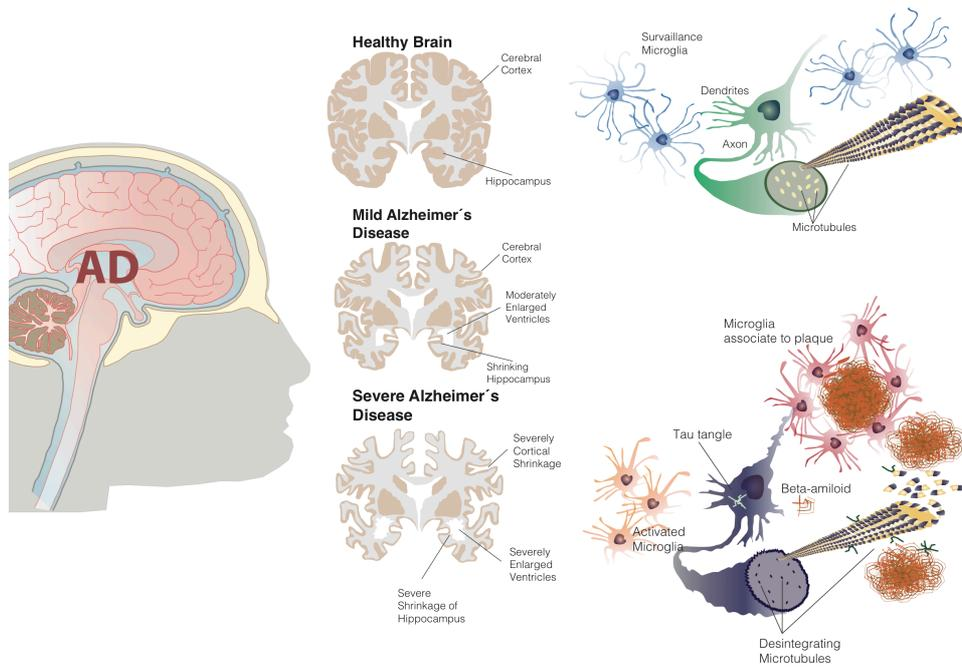 AD
Healthy Brain
Cerebral
Cortex
Hippocampus
Mild Alzheimer´s
Disease
Cerebral
Cortex
Moderately
Enlarged
Ventricles
Shrinking
Hippocampus
Severe Alzheimer´s
Disease
Severely
Cortical
Shrinkage
Severely
Enlarged
Ventricles
Severe
Shrinkage of
Hippocampus
Survaillance
Microglia
Dendrites
Axon
Microtubules
Microglia
associate to plaque
Tau tangle
Beta-amiloid
Activated
Microglia
Desintegrating
Microtubules